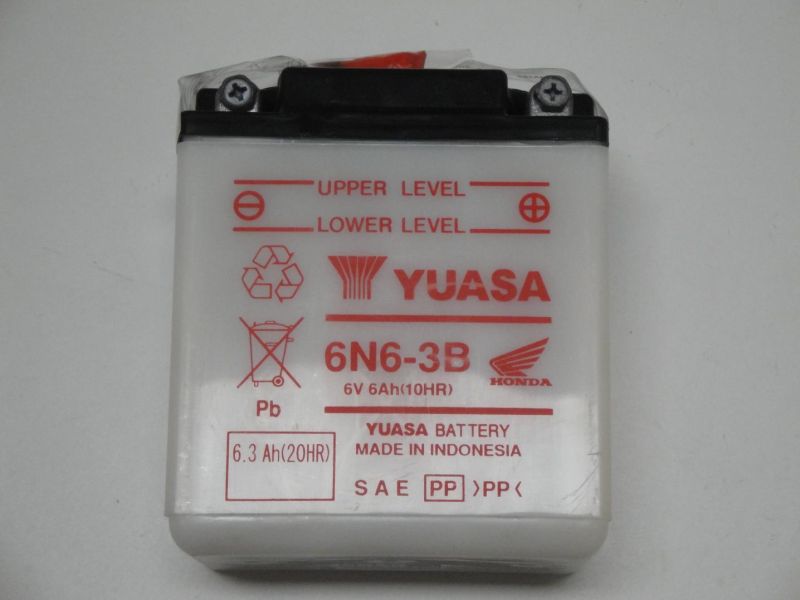 UPPER LEVEL
LOWER LEVEL
YUASA
6N6-3B
6V 6Ah(10HR)
HONDA
Pb
YUASA BATTERY
MADE IN INDONESIA
6.3 Ah(20HR)
SAE PP >PP<